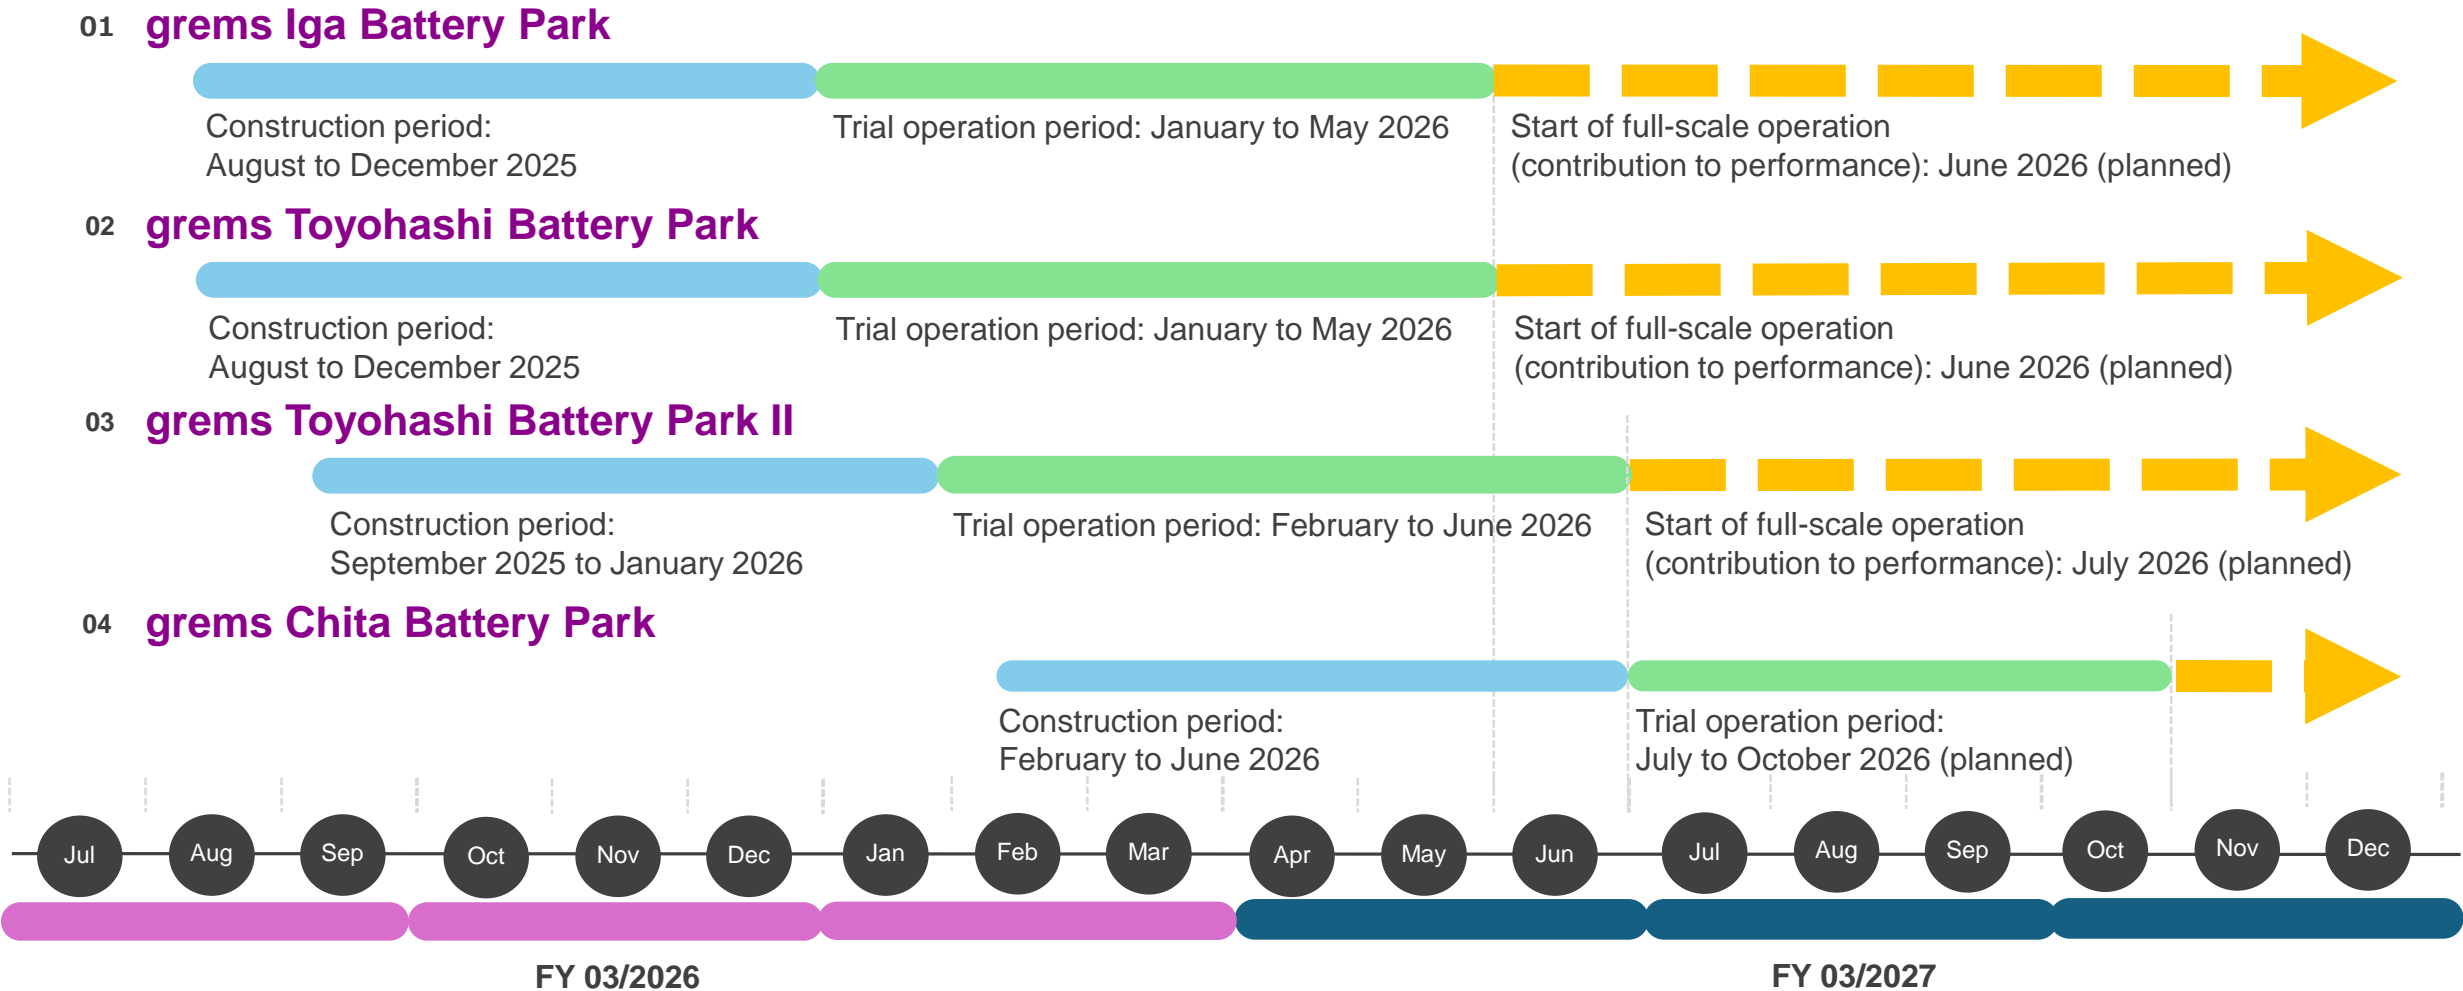 01 grems Iga Battery Park
Construction period:
August to December 2025
Trial operation period: January to May 2026
Start of full-scale operation
(contribution to performance): June 2026 (planned)
02 grems Toyohashi Battery Park
Construction period:
August to December 2025
Trial operation period: January to May 2026
Start of full-scale operation
(contribution to performance): June 2026 (planned)
03 grems Toyohashi Battery Park II
Construction period:
September 2025 to January 2026
Trial operation period: February to June 2026
Start of full-scale operation
(contribution to performance): July 2026 (planned)
04 grems Chita Battery Park
Construction period:
February to June 2026
Trial operation period:
July to October 2026 (planned)
Jul Aug Sep Oct Nov Dec Jan Feb Mar Apr May Jun Jul Aug Sep Oct Nov Dec
FY 03/2026 FY 03/2027